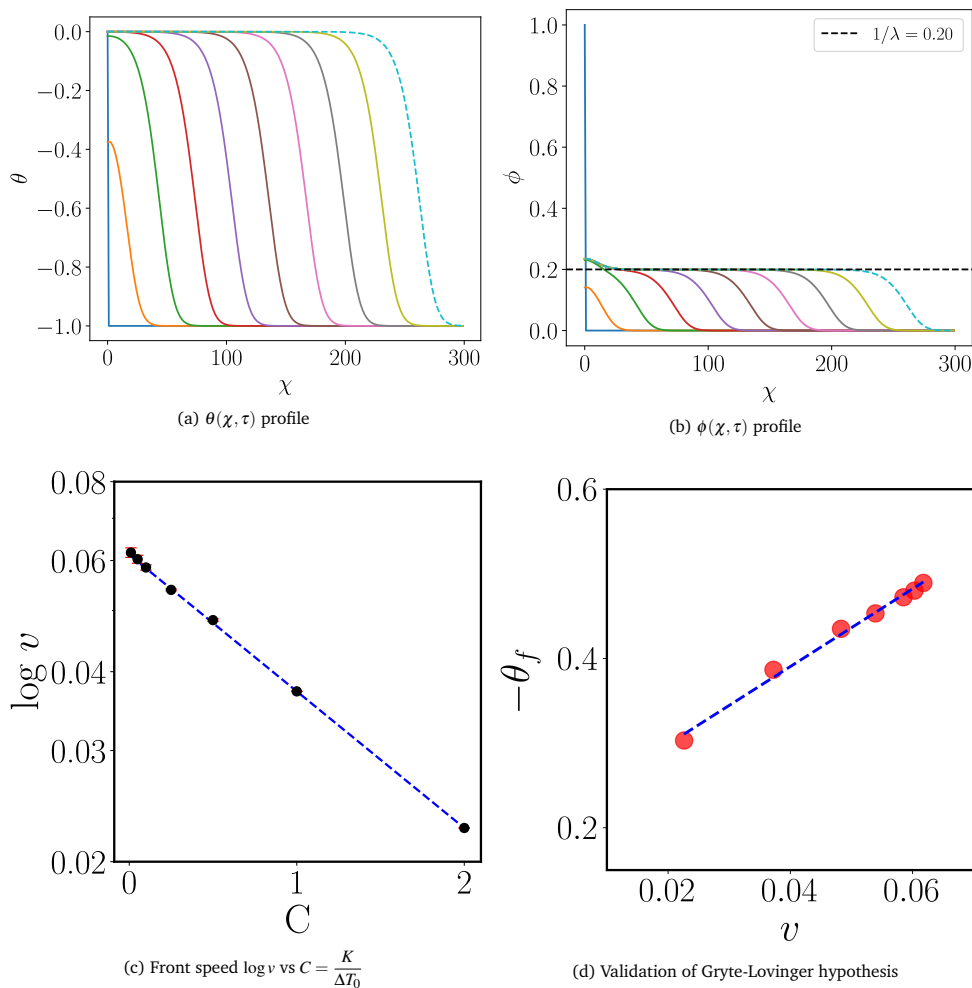 0.0
−0.2
−0.4
−0.6
−0.8
−1.0
θ
0
100
200
300
χ
(a) θ(χ, τ) profile
1.0
0.8
0.6
0.4
0.2
0.0
ϕ
1/λ = 0.20
0
100
200
300
χ
(b) ϕ(χ, τ) profile
0.08
0.06
0.04
0.03
0.02
log v
0
1
2
C
(c) Front speed log v vs C = K/ΔT₀
0.6
0.4
0.2
−θ_f
0.02
0.04
0.06
v
(d) Validation of Gryte-Lovinger hypothesis